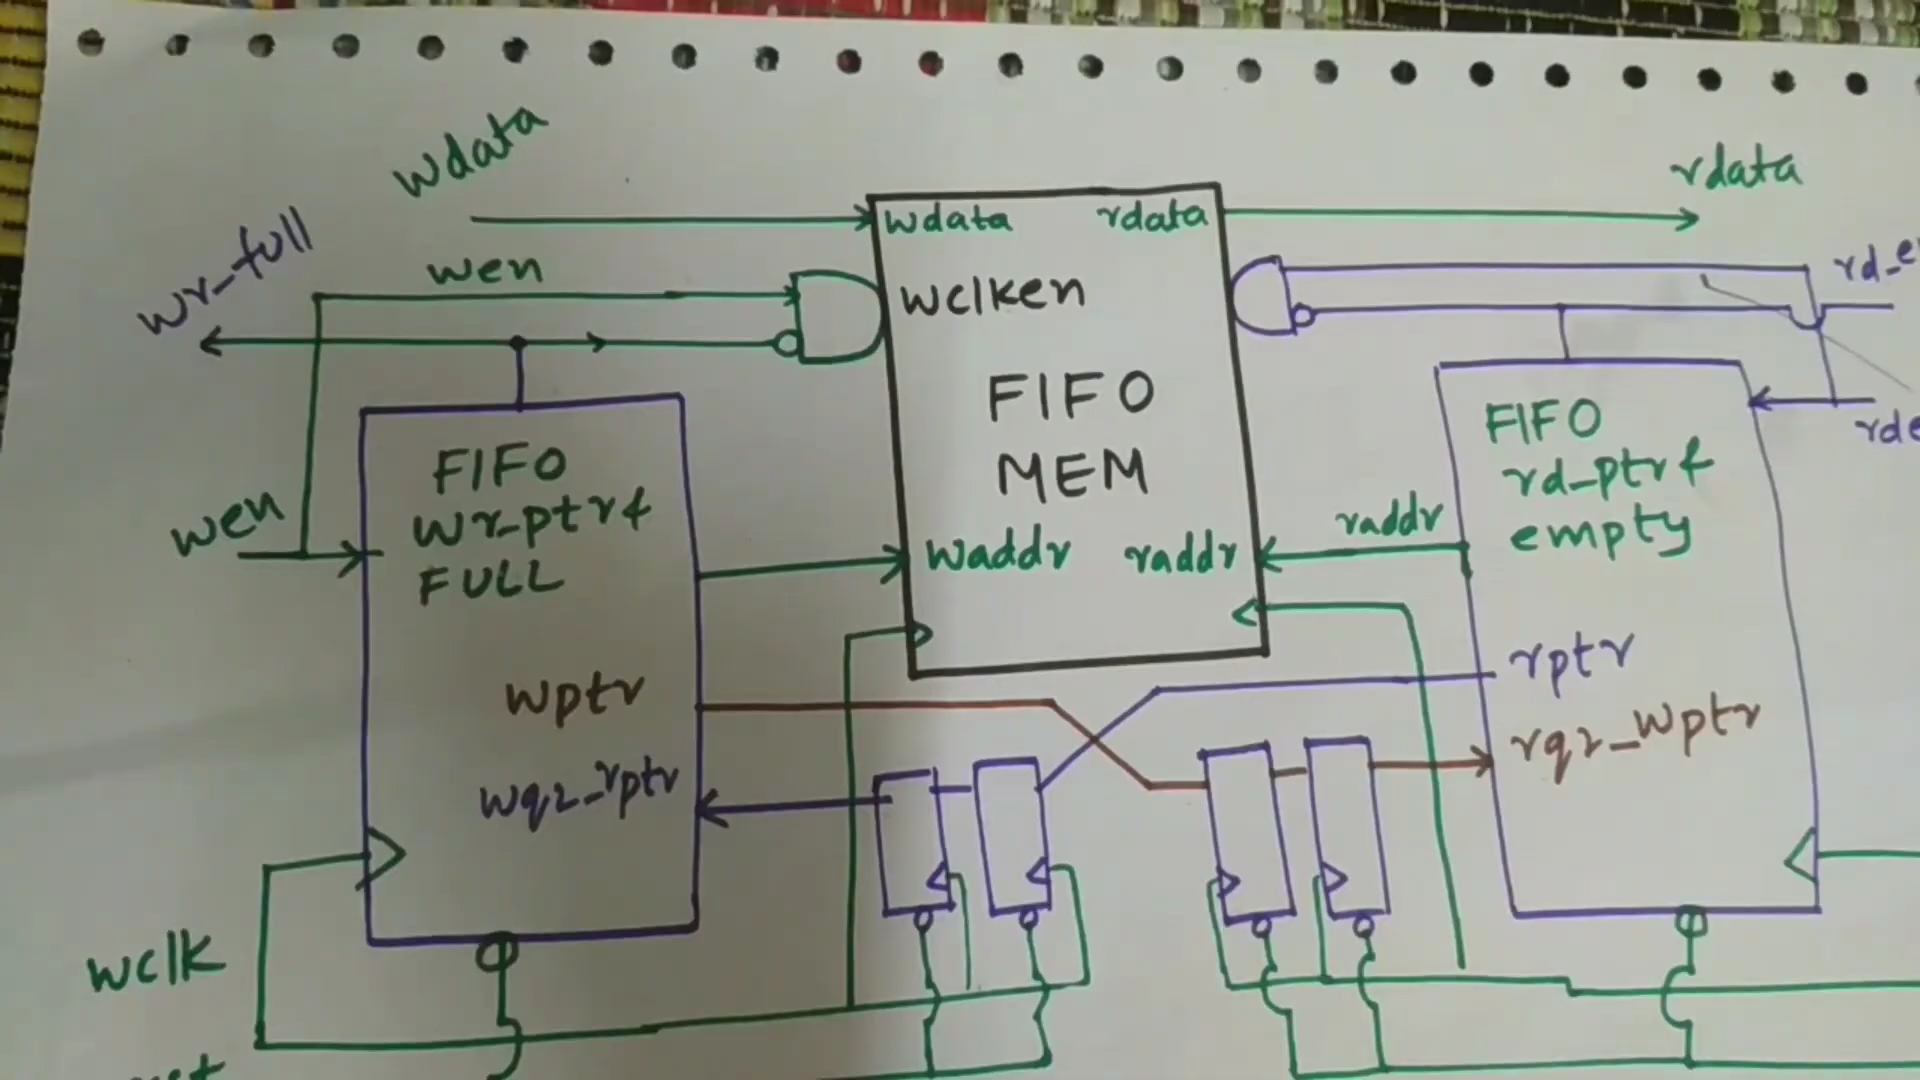 wdata
rdata
wr_full
wdata rdata
wen
wclken
FIFO
MEM
FIFO
wr_ptr &
FULL
FIFO
rd_ptr &
empty
wen
raddr
waddr raddr
wptr
rptr
wq2_rptr
rq2_wptr
wclk